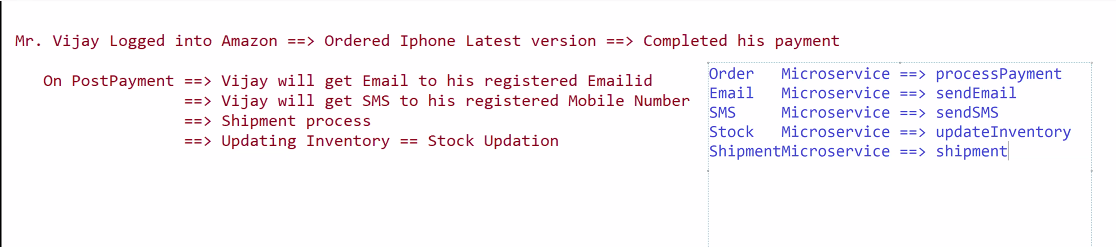 Mr. Vijay Logged into Amazon ==> Ordered Iphone Latest version ==> Completed his payment
On PostPayment ==> Vijay will get Email to his registered Emailid
==> Vijay will get SMS to his registered Mobile Number
==> Shipment process
==> Updating Inventory == Stock Updation
Order Microservice ==> processPayment
Email Microservice ==> sendEmail
SMS Microservice ==> sendSMS
Stock Microservice ==> updateInventory
ShipmentMicroservice ==> shipment